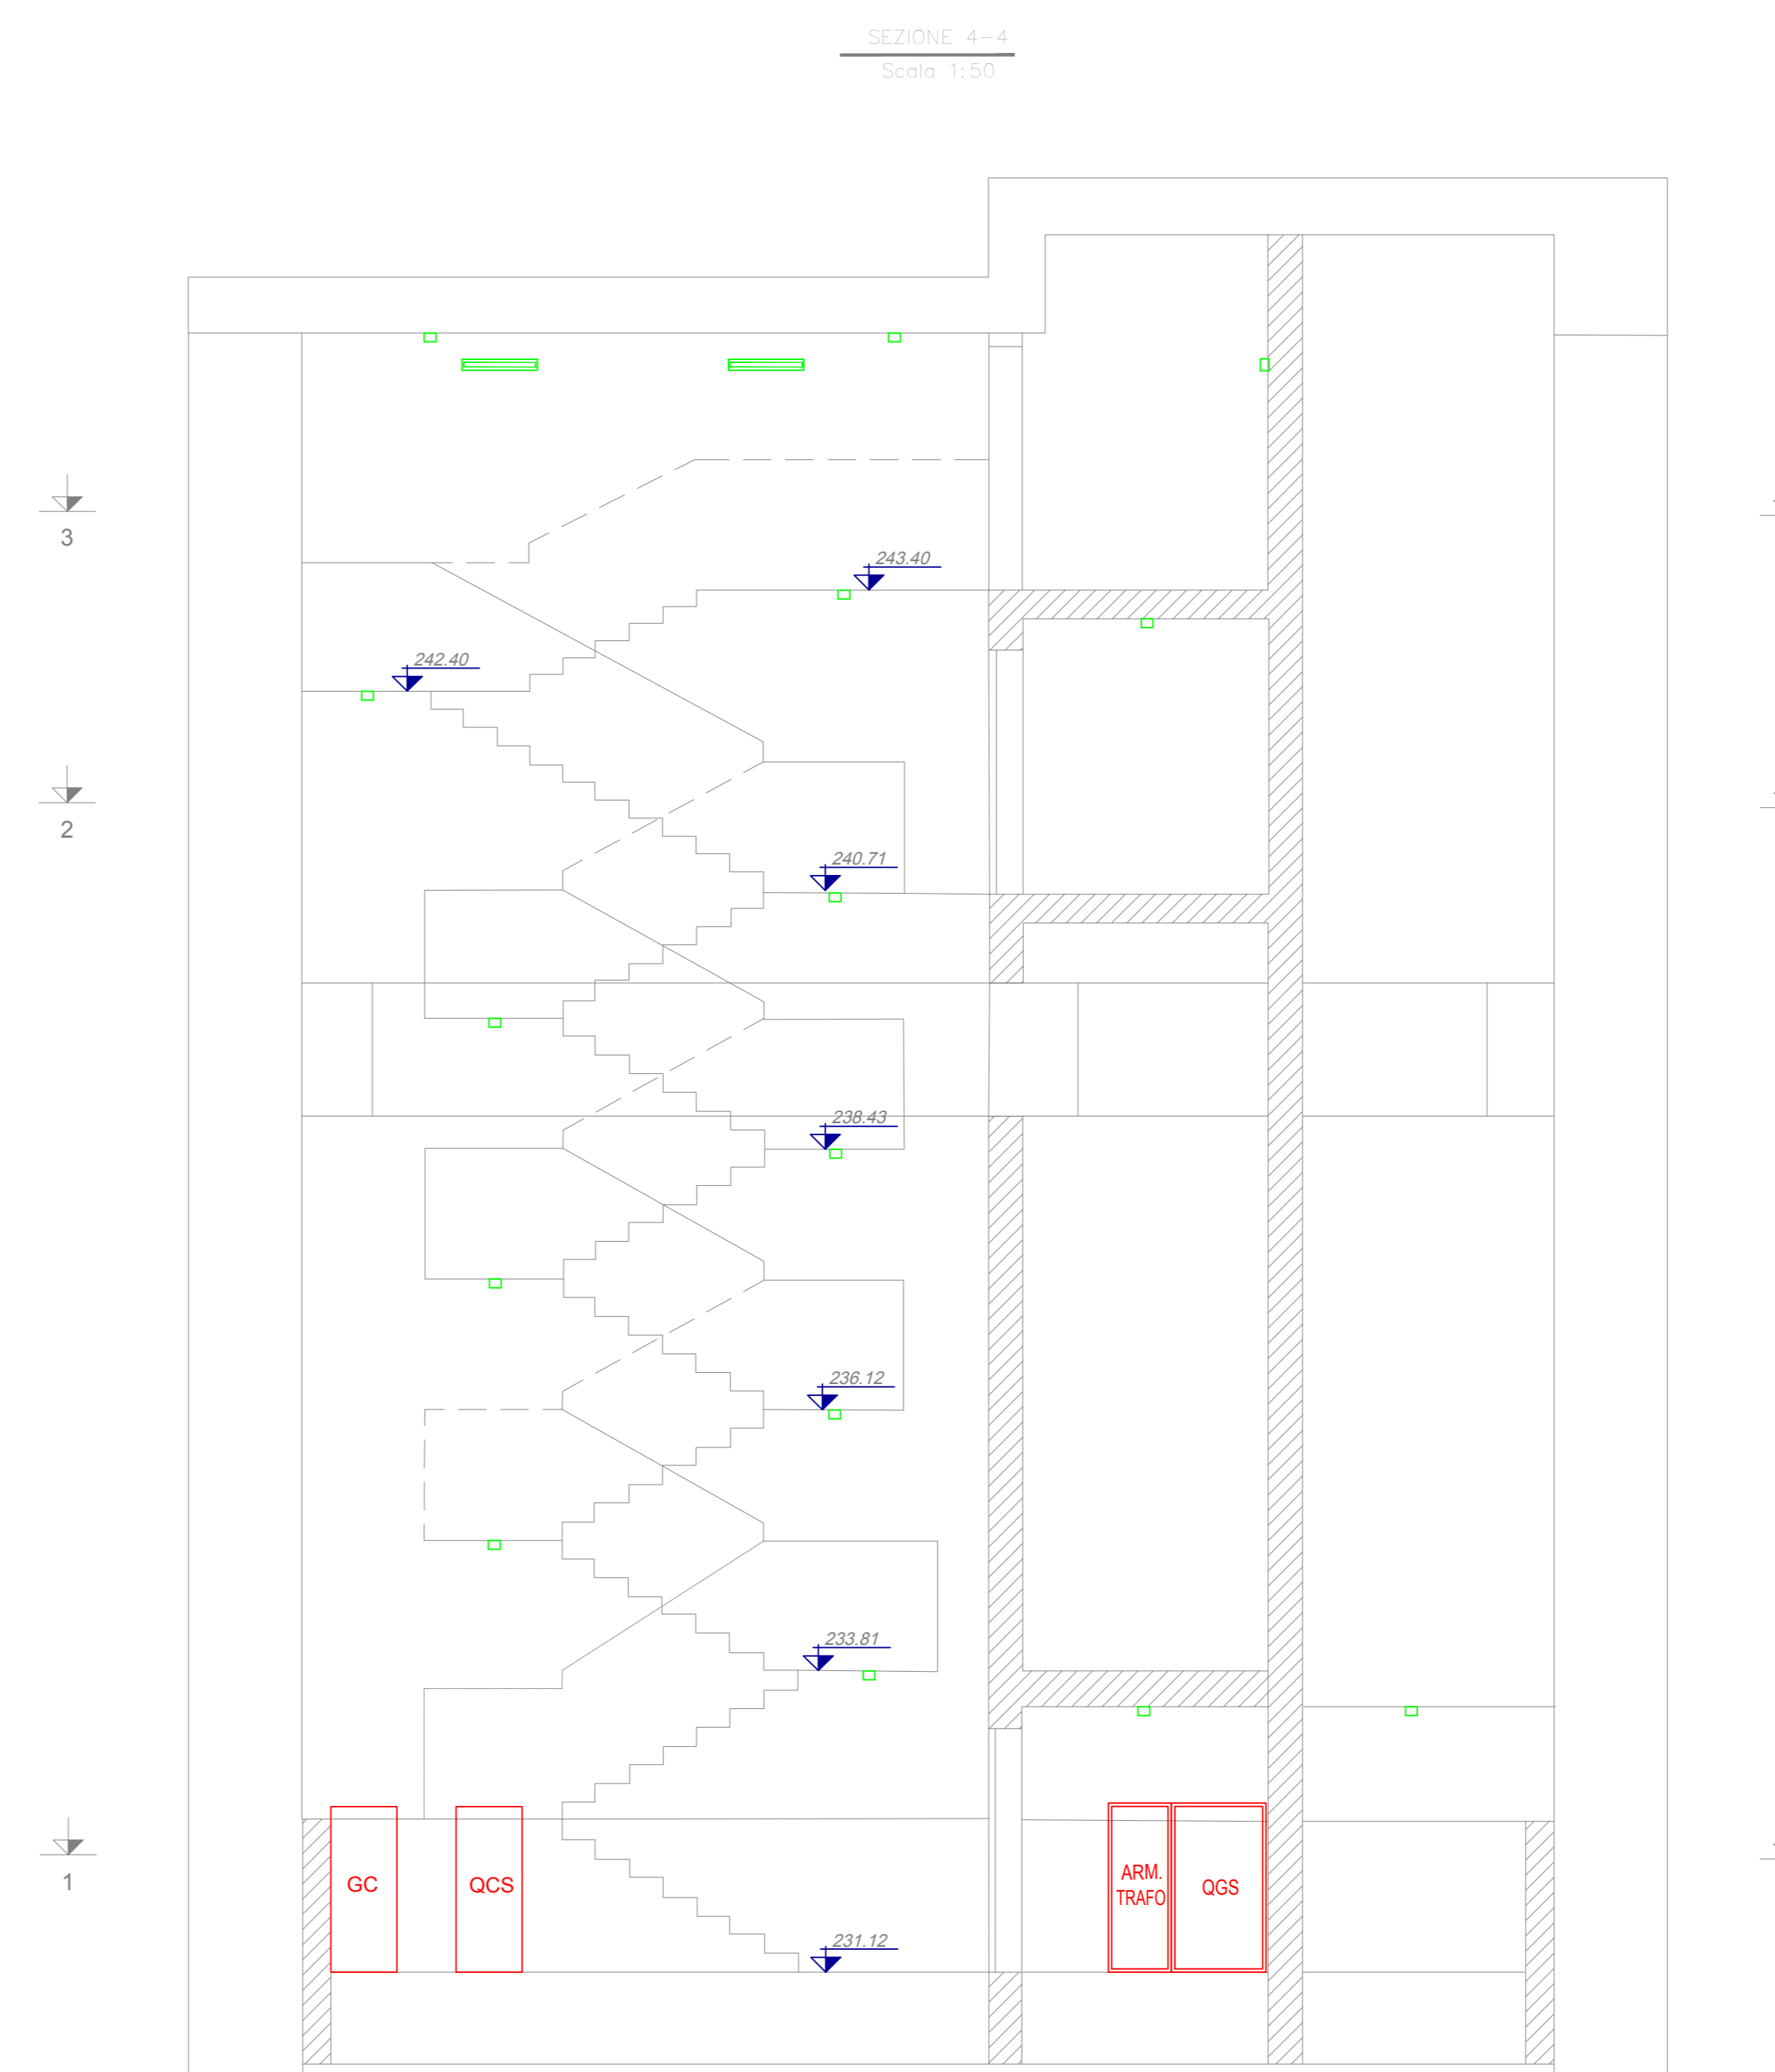 SEZIONE 4-4
Scala 1:50
3
243.40
242.40
2
240.71
238.43
236.12
233.81
1
GC
QCS
ARM.
TRAFO
QGS
231.12